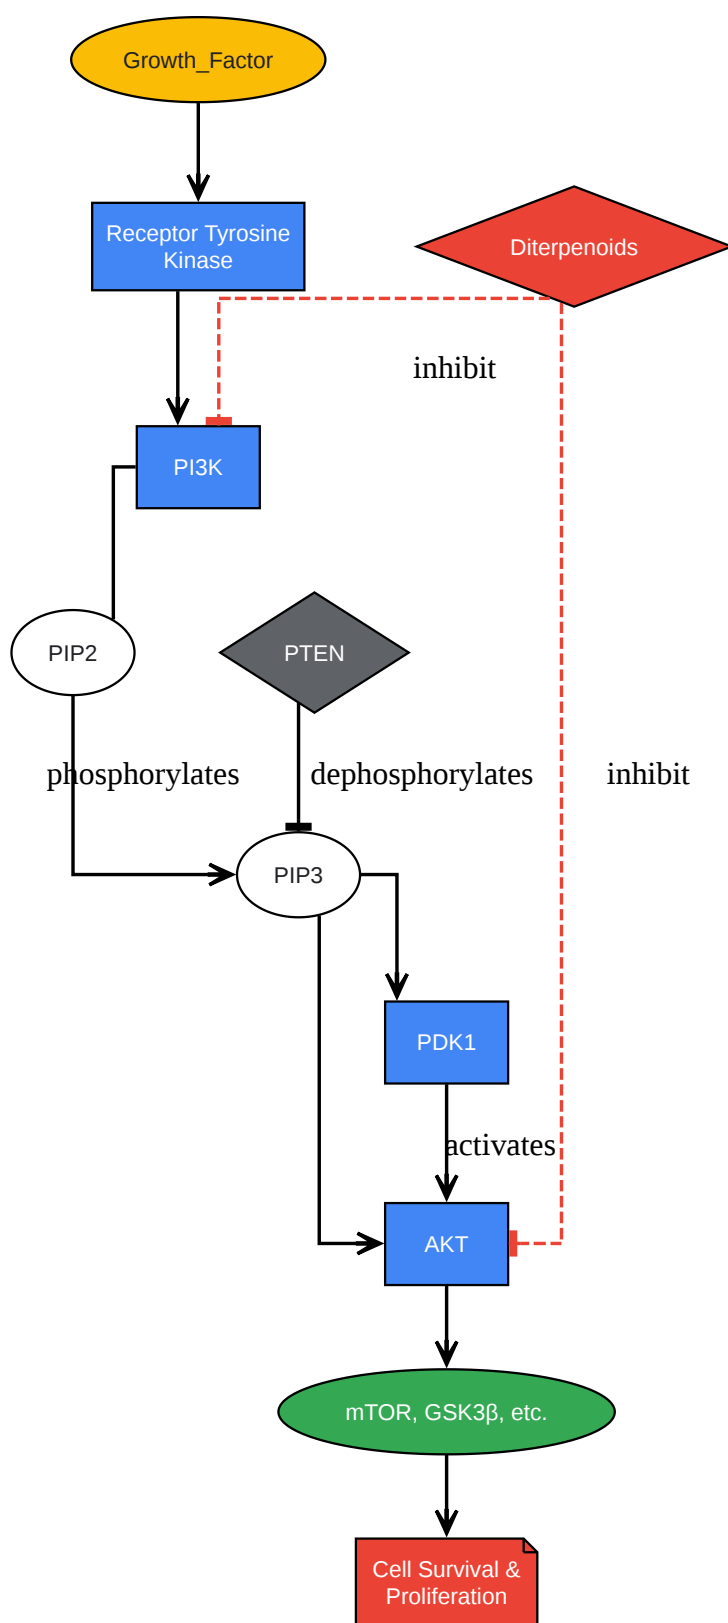 Growth_Factor
Receptor Tyrosine
Kinase
Diterpenoids
inhibit
PI3K
PIP2
PTEN
phosphorylates
dephosphorylates
inhibit
PIP3
PDK1
activates
AKT
mTOR, GSK3β, etc.
Cell Survival &
Proliferation